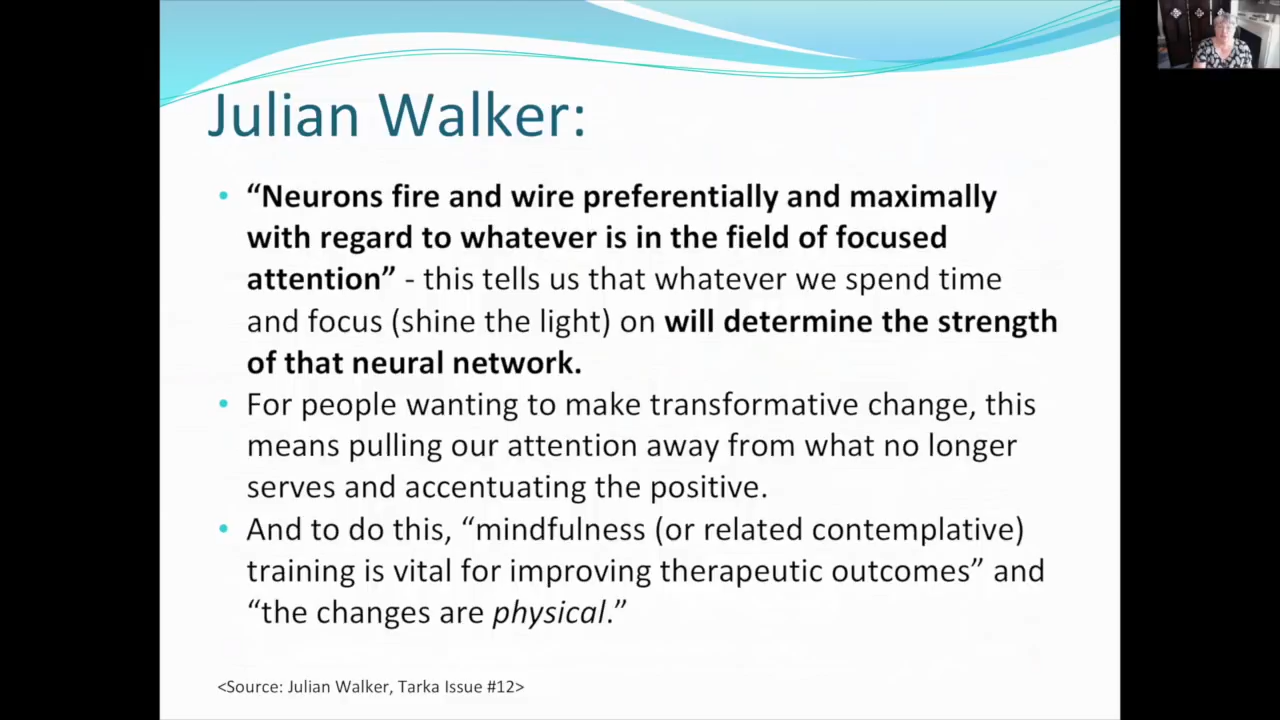 Julian Walker:
• “Neurons fire and wire preferentially and maximally
with regard to whatever is in the field of focused
attention” - this tells us that whatever we spend time
and focus (shine the light) on will determine the strength
of that neural network.
• For people wanting to make transformative change, this
means pulling our attention away from what no longer
serves and accentuating the positive.
• And to do this, “mindfulness (or related contemplative)
training is vital for improving therapeutic outcomes” and
“the changes are physical.”
<Source: Julian Walker, Tarka Issue #12>